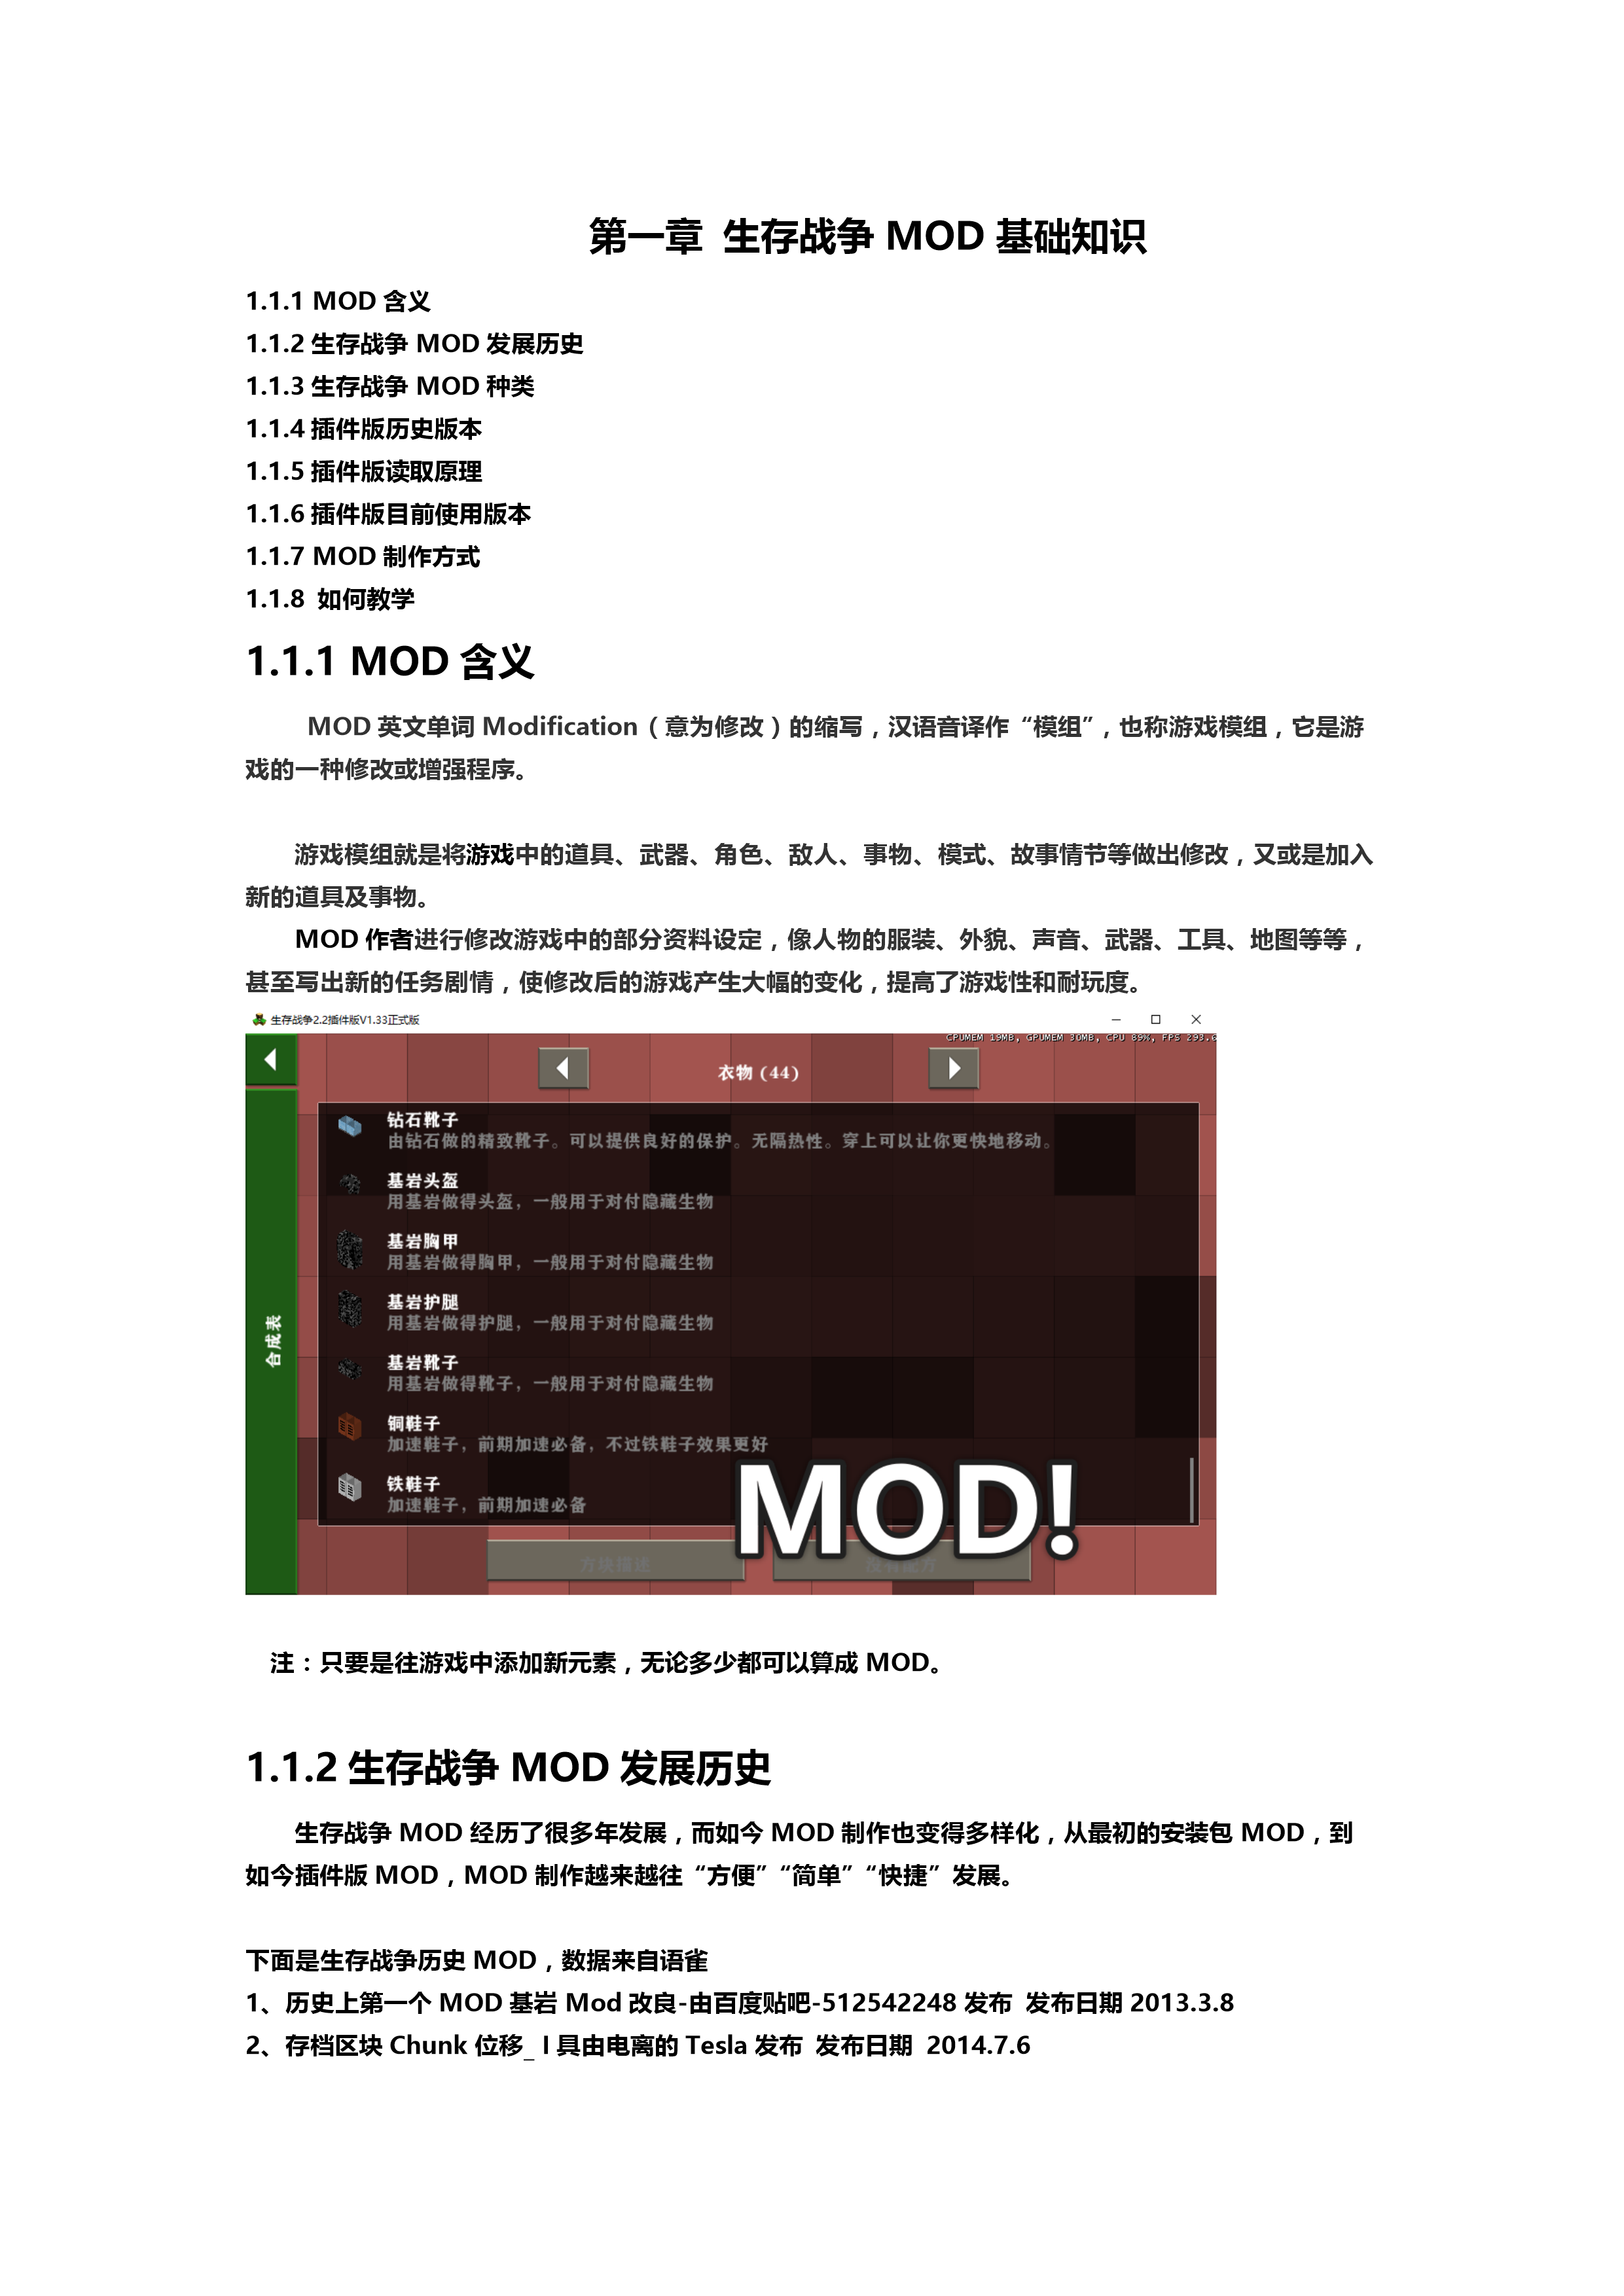 第一章 生存战争 MOD 基础知识
1.1.1 MOD 含义
1.1.2 生存战争 MOD 发展历史
1.1.3 生存战争 MOD 种类
1.1.4 插件版历史版本
1.1.5 插件版读取原理
1.1.6 插件版目前使用版本
1.1.7 MOD 制作方式
1.1.8 如何教学
1.1.1 MOD 含义
MOD 英文单词 Modification（意为修改）的缩写，汉语音译作“模组”，也称游戏模组，它是游
戏的一种修改或增强程序。
游戏模组就是将游戏中的道具、武器、角色、敌人、事物、模式、故事情节等做出修改，又或是加入
新的道具及事物。
MOD 作者进行修改游戏中的部分资料设定，像人物的服装、外貌、声音、武器、工具、地图等等，
甚至写出新的任务剧情，使修改后的游戏产生大幅的变化，提高了游戏性和耐玩度。
生存战争2.2插件版V1.33正式版
CPUMEM 19MB, GPUMEM 30MB, CPU 89%, FPS 293.6
衣物 (44)
钻石靴子
由钻石做的精致靴子。可以提供良好的保护。无隔热性。穿上可以让你更快地移动。
基岩头盔
用基岩做得头盔，一般用于对付隐藏生物
基岩胸甲
用基岩做得胸甲，一般用于对付隐藏生物
基岩护腿
用基岩做得护腿，一般用于对付隐藏生物
基岩靴子
用基岩做得靴子，一般用于对付隐藏生物
铜鞋子
加速鞋子，前期加速必备，不过铁鞋子效果更好
铁鞋子
加速鞋子，前期加速必备
合成表
MOD!
方块描述
没有配方
注：只要是往游戏中添加新元素，无论多少都可以算成 MOD。
1.1.2 生存战争 MOD 发展历史
生存战争 MOD 经历了很多年发展，而如今 MOD 制作也变得多样化，从最初的安装包 MOD，到
如今插件版 MOD，MOD 制作越来越往“方便”“简单”“快捷”发展。
下面是生存战争历史 MOD，数据来自语雀
1、历史上第一个 MOD 基岩 Mod 改良-由百度贴吧-512542248 发布 发布日期 2013.3.8
2、存档区块 Chunk 位移_ I 具由电离的 Tesla 发布 发布日期 2014.7.6